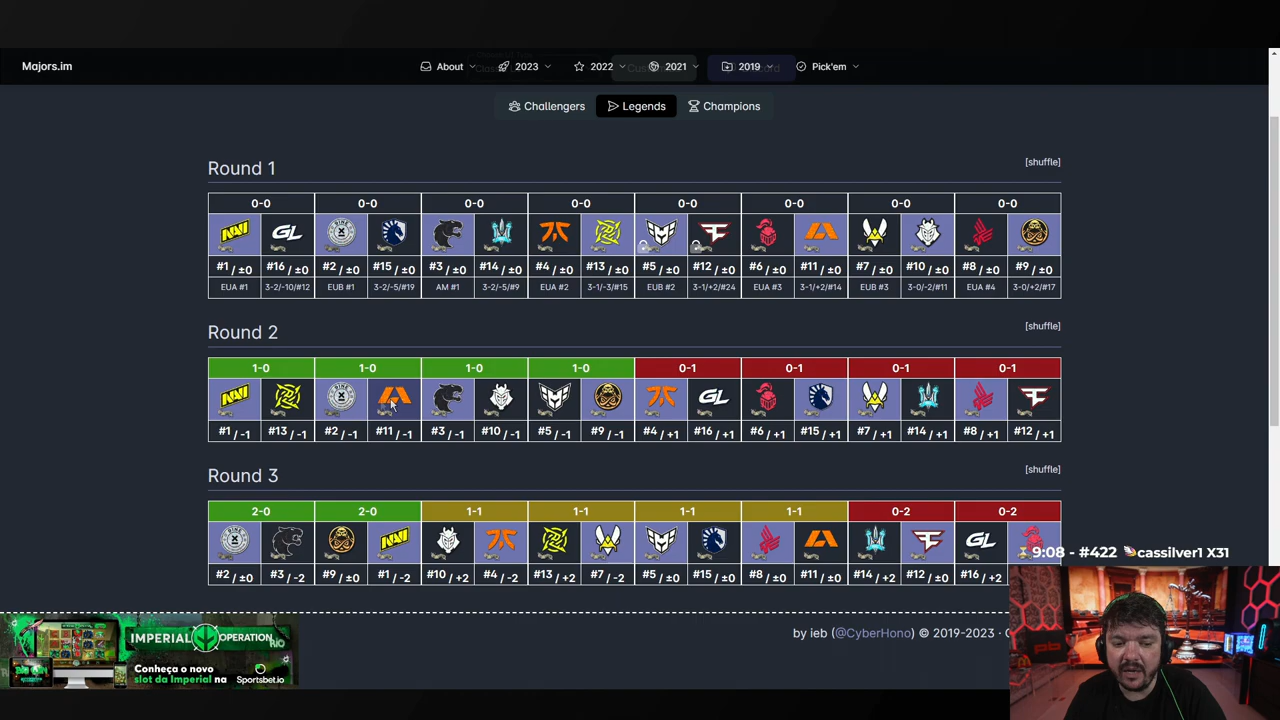 Majors.im
About
2023
2022
2021
2019
Pick'em
Challengers
Legends
Champions
Round 1
[shuffle]
0-0 0-0 0-0 0-0 0-0 0-0 0-0 0-0
#1 / ±0 #16 / ±0 #2 / ±0 #15 / ±0 #3 / ±0 #14 / ±0 #4 / ±0 #13 / ±0 #5 / ±0 #12 / ±0 #6 / ±0 #11 / ±0 #7 / ±0 #10 / ±0 #8 / ±0 #9 / ±0
EUA #1 3-2/-10/#12 EUB #1 3-2/-5/#19 AM #1 3-2/-5/#9 EUA #2 3-1/-3/#15 EUB #2 3-1/+2/#24 EUA #3 3-1/+2/#14 EUB #3 3-0/-2/#11 EUA #4 3-0/+2/#17
Round 2
[shuffle]
1-0 1-0 1-0 1-0 0-1 0-1 0-1 0-1
#1 / -1 #13 / -1 #2 / -1 #11 / -1 #3 / -1 #10 / -1 #5 / -1 #9 / -1 #4 / +1 #16 / +1 #6 / +1 #15 / +1 #7 / +1 #14 / +1 #8 / +1 #12 / +1
Round 3
[shuffle]
2-0 2-0 1-1 1-1 1-1 1-1 0-2 0-2
#2 / ±0 #3 / -2 #9 / ±0 #1 / -2 #10 / +2 #4 / -2 #13 / +2 #7 / -2 #5 / ±0 #15 / ±0 #8 / ±0 #11 / ±0 #14 / +2 #12 / ±0 #16 / +2
9:08 - #422 cassilver1 X31
by ieb (@CyberHono) © 2019-2023 ·
IMPERIAL OPERATION
RIO
Conheça o novo
slot da Imperial na
Sportsbet.io